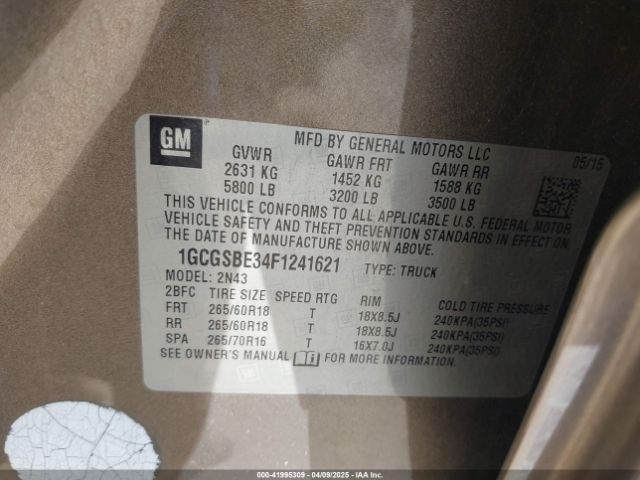 GM
MFD BY GENERAL MOTORS LLC
05/15
GVWR GAWR FRT GAWR RR
2631 KG 1452 KG 1588 KG
5800 LB 3200 LB 3500 LB
THIS VEHICLE CONFORMS TO ALL APPLICABLE U.S. FEDERAL MOTOR
VEHICLE SAFETY AND THEFT PREVENTION STANDARDS IN EFFECT ON
THE DATE OF MANUFACTURE SHOWN ABOVE.
1GCGSBE34F1241621 TYPE: TRUCK
MODEL: 2N43
2BFC TIRE SIZE SPEED RTG RIM COLD TIRE PRESSURE
FRT 265/60R18 T 18X8.5J 240KPA(35PSI)
RR 265/60R18 T 18X8.5J 240KPA(35PSI)
SPA 265/70R16 T 16X7.0J 240KPA(35PSI)
SEE OWNER'S MANUAL FOR MORE INFORMATION.
000-41995309 - 04/09/2025 - IAAI.COM